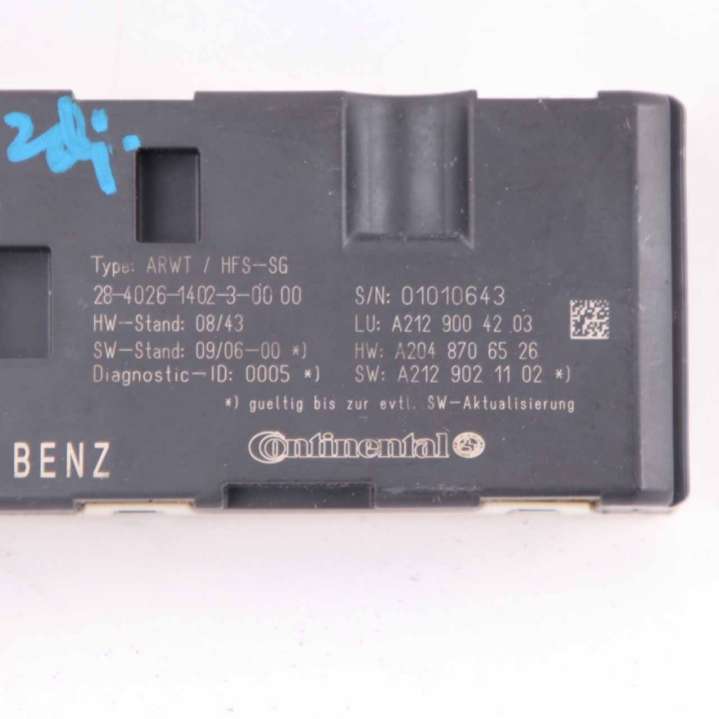 Type: ARWT / HFS-SG
28-4026-1402-3-00 00
HW-Stand: 08/43
SW-Stand: 09/06-00 *)
Diagnostic-ID: 0005 *)
S/N: 01010643
LU: A212 900 42 03
HW: A204 870 65 26
SW: A212 902 11 02 *)
*) gueltig bis zur evtl. SW-Aktualisierung
BENZ
Continental